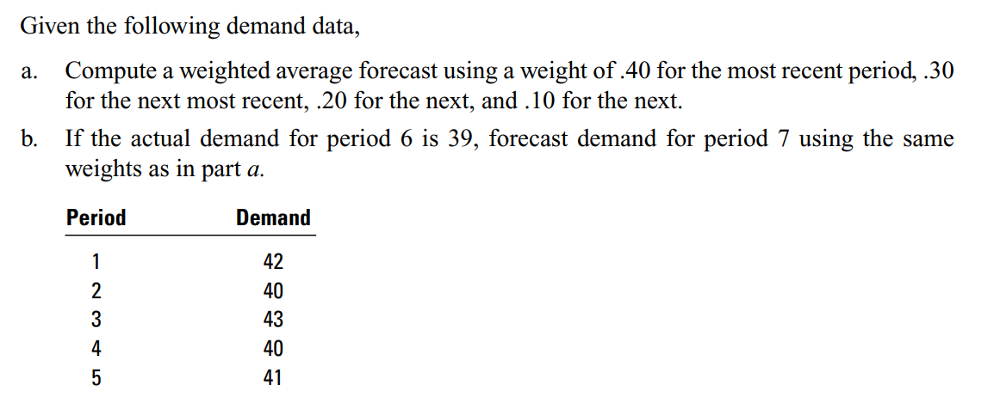 Given the following demand data,
a. Compute a weighted average forecast using a weight of .40 for the most recent period, .30
for the next most recent, .20 for the next, and .10 for the next.
b. If the actual demand for period 6 is 39, forecast demand for period 7 using the same
weights as in part a.
Period Demand
1 42
2 40
3 43
4 40
5 41